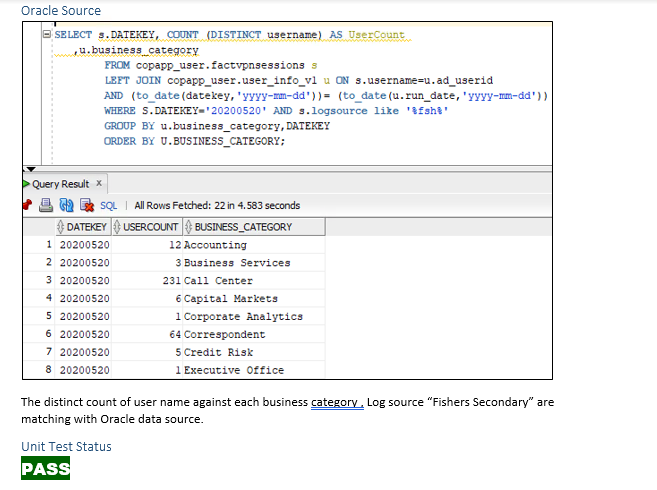 Oracle Source
SELECT s.DATEKEY, COUNT (DISTINCT username) AS UserCount
,u.business_category
FROM copapp_user.factvpnsessions s
LEFT JOIN copapp_user.user_info_vl u ON s.username=u.ad_userid
AND (to_date(datekey,'yyyy-mm-dd'))= (to_date(u.run_date,'yyyy-mm-dd'))
WHERE S.DATEKEY='20200520' AND s.logsource like '%fsh%'
GROUP BY u.business_category,DATEKEY
ORDER BY U.BUSINESS_CATEGORY;
Query Result x
SQL | All Rows Fetched: 22 in 4.583 seconds
DATEKEY USERCOUNT BUSINESS_CATEGORY
1 20200520 12 Accounting
2 20200520 3 Business Services
3 20200520 231 Call Center
4 20200520 6 Capital Markets
5 20200520 1 Corporate Analytics
6 20200520 64 Correspondent
7 20200520 5 Credit Risk
8 20200520 1 Executive Office
The distinct count of user name against each business category , Log source “Fishers Secondary” are
matching with Oracle data source.
Unit Test Status
PASS